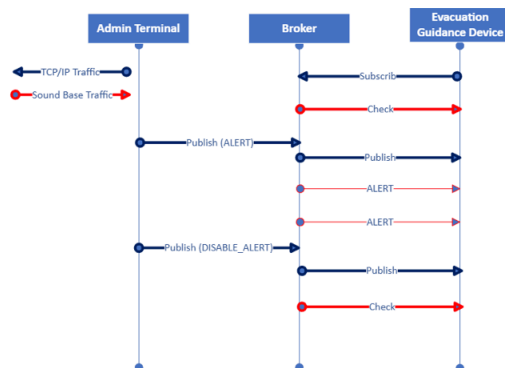 Admin Terminal
Broker
Evacuation
Guidance Device
TCP/IP Traffic
Subscrib
Sound Base Traffic
Check
Publish (ALERT)
Publish
ALERT
ALERT
Publish (DISABLE_ALERT)
Publish
Check